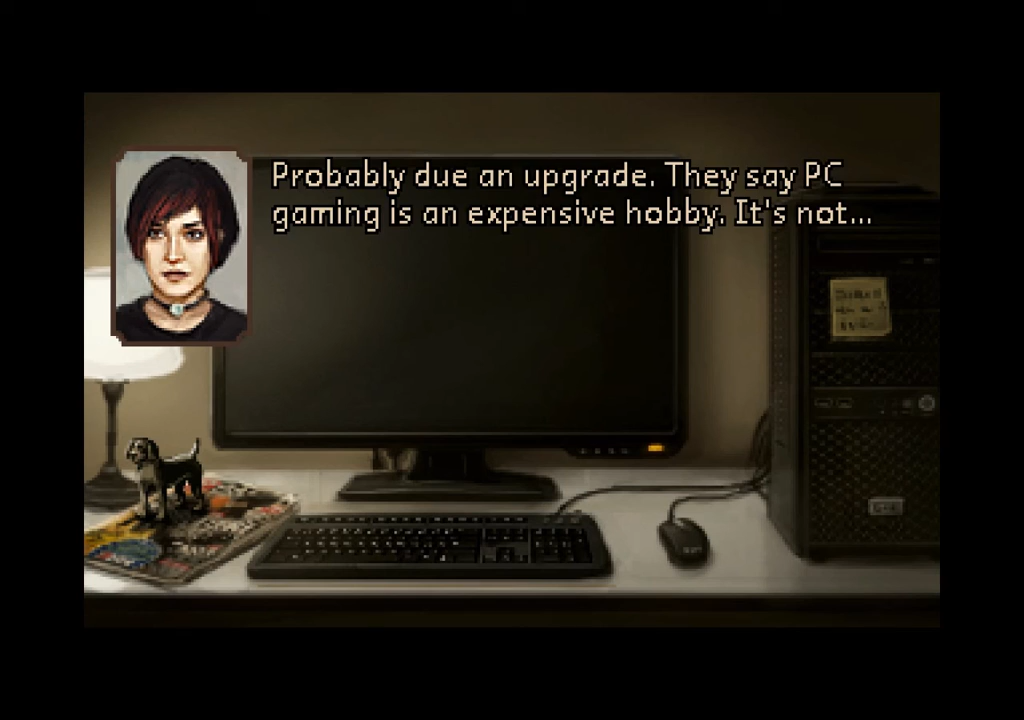 Probably due an upgrade. They say PC
gaming is an expensive hobby. It's not...